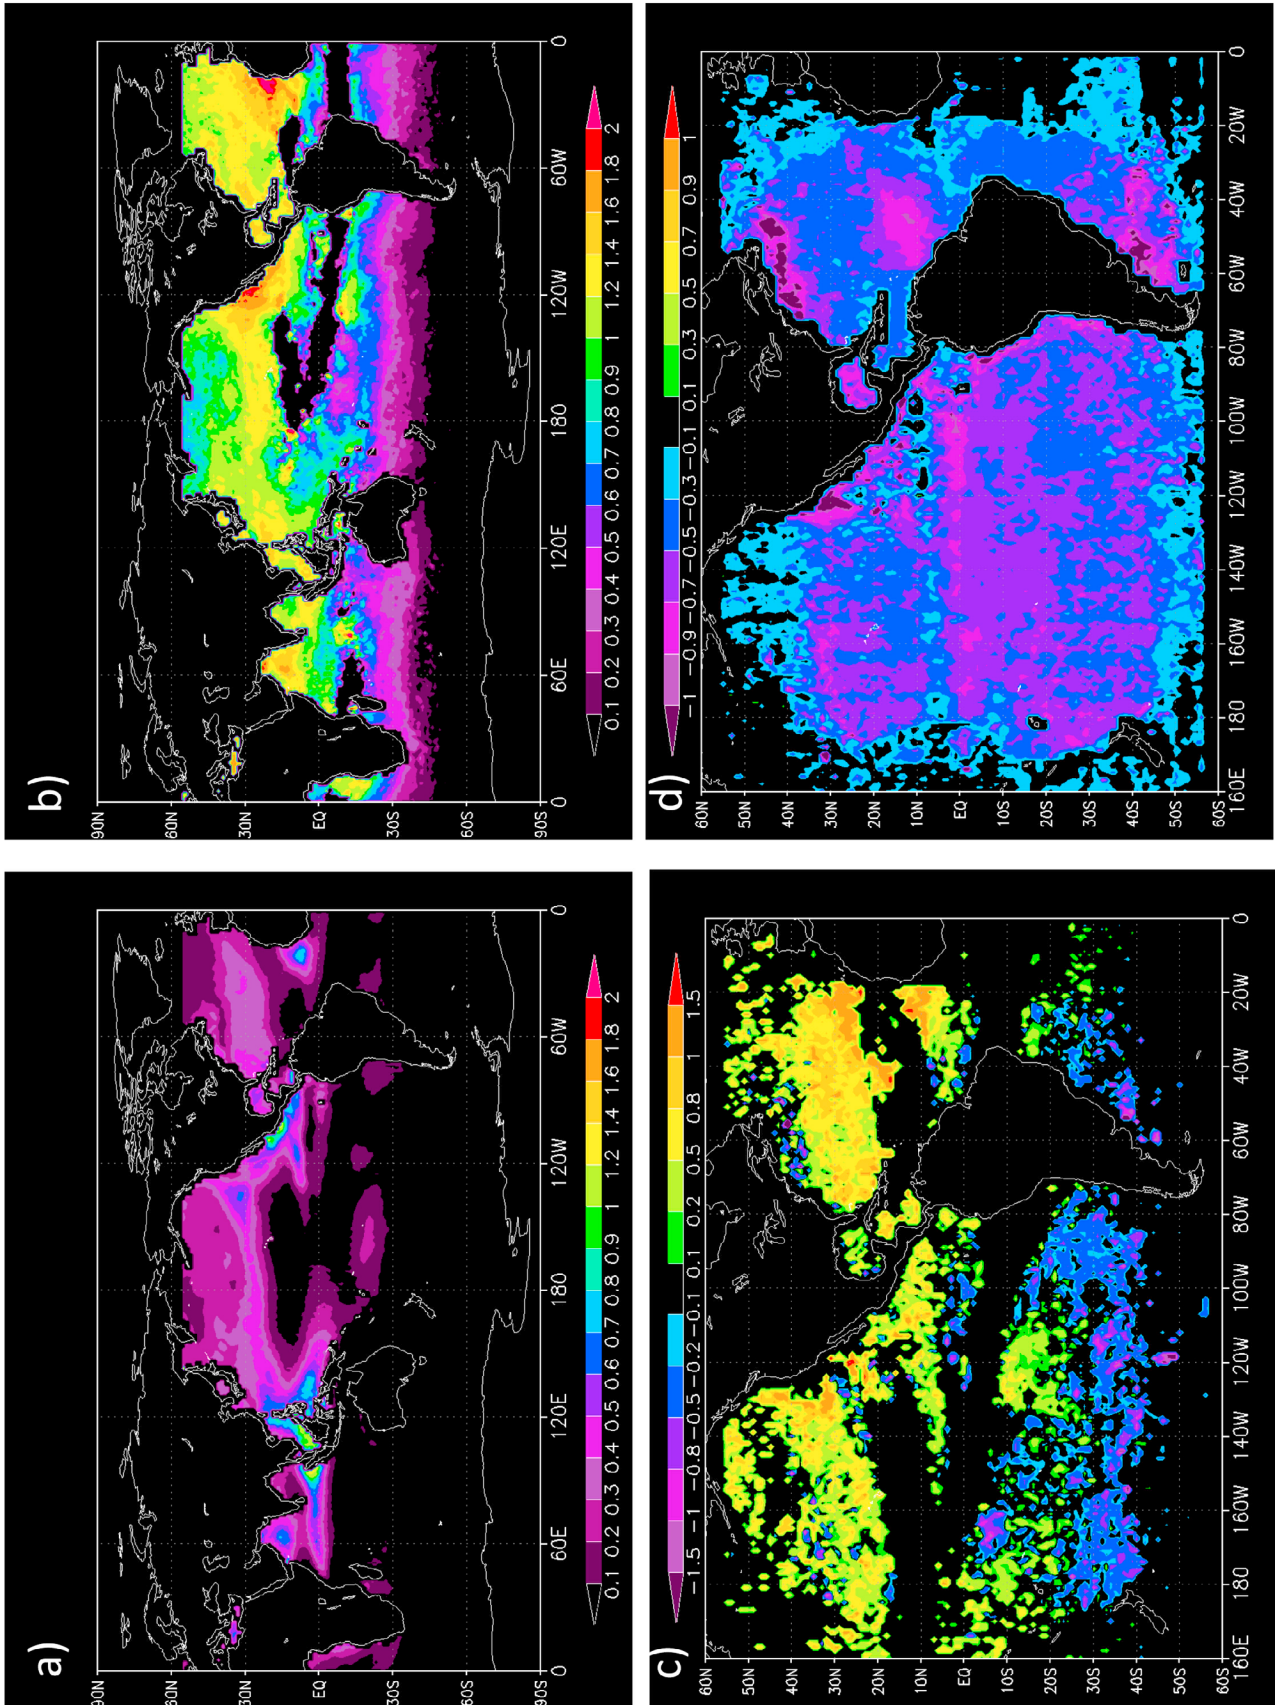 a)
90N
60N
30N
EQ
30S
60S
90S
0 60E 120E 180 120W 60W 0
0.1 0.2 0.3 0.4 0.5 0.6 0.7 0.8 0.9 1 1.2 1.4 1.6 1.8 2
b)
90N
60N
30N
EQ
30S
60S
90S
0 60E 120E 180 120W 60W 0
0.1 0.2 0.3 0.4 0.5 0.6 0.7 0.8 0.9 1 1.2 1.4 1.6 1.8 2
c)
−1.5 −1 −0.8 −0.5 −0.2 −0.1 0.1 0.2 0.5 0.8 1 1.5
60N
50N
40N
30N
20N
10N
EQ
10S
20S
30S
40S
50S
60S
160E 180 160W 140W 120W 100W 80W 60W 40W 20W 0
d)
−1 −0.9 −0.7 −0.5 −0.3 −0.1 0.1 0.3 0.5 0.7 0.9 1
60N
50N
40N
30N
20N
10N
EQ
10S
20S
30S
40S
50S
60S
160E 180 160W 140W 120W 100W 80W 60W 40W 20W 0